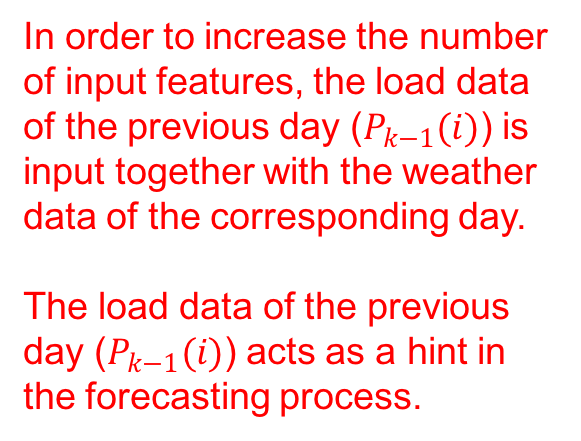 In order to increase the number
of input features, the load data
of the previous day (𝑃𝑘−1(𝑖)) is
input together with the weather
data of the corresponding day.
The load data of the previous
day (𝑃𝑘−1(𝑖)) acts as a hint in
the forecasting process.